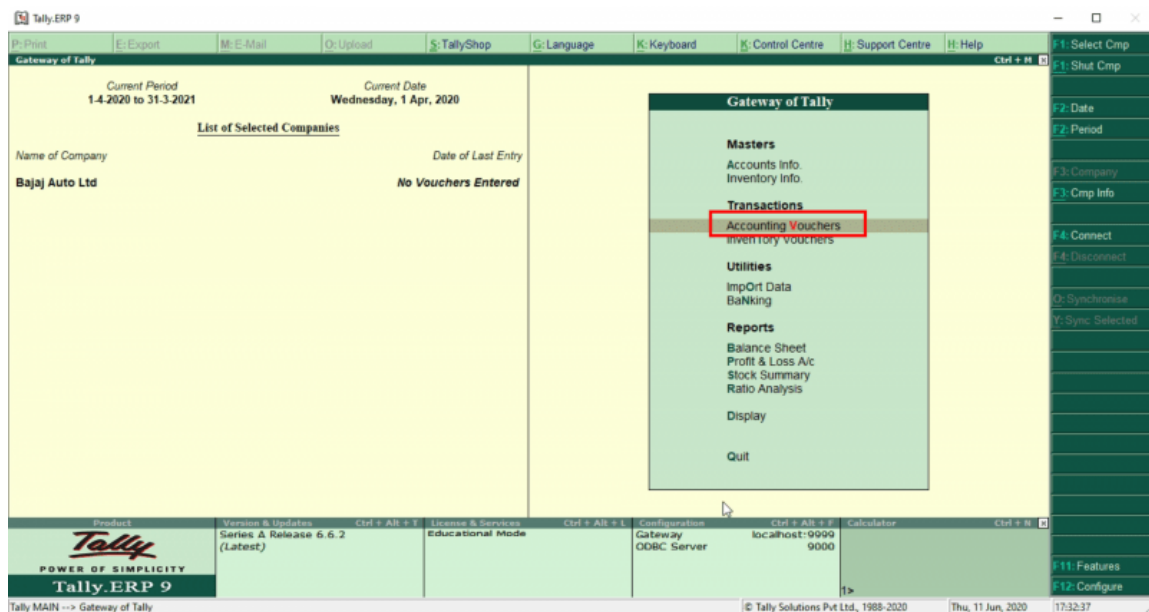 Tally.ERP 9
P: Print E: Export M: E-Mail O: Upload S: TallyShop G: Language K: Keyboard K: Control Centre H: Support Centre H: Help
Gateway of Tally Ctrl + M
Current Period Current Date
1-4-2020 to 31-3-2021 Wednesday, 1 Apr, 2020
List of Selected Companies
Name of Company Date of Last Entry
Bajaj Auto Ltd No Vouchers Entered
Gateway of Tally
Masters
Accounts Info.
Inventory Info.
Transactions
Accounting Vouchers
InvenTory Vouchers
Utilities
ImpOrt Data
BaNking
Reports
Balance Sheet
Profit & Loss A/c
Stock Summary
Ratio Analysis
Display
Quit
F1: Select Cmp
F1: Shut Cmp
F2: Date
F2: Period
F3: Company
F3: Cmp Info
F4: Connect
F4: Disconnect
O: Synchronise
Y: Sync Selected
F11: Features
F12: Configure
Product
Tally
POWER OF SIMPLICITY
Tally.ERP 9
Version & Updates Ctrl + Alt + T
Series A Release 6.6.2
(Latest)
License & Services Ctrl + Alt + L
Educational Mode
Configuration Ctrl + Alt + F
Gateway localhost:9999
ODBC Server 9000
Calculator Ctrl + N
1>
Tally MAIN --> Gateway of Tally © Tally Solutions Pvt Ltd., 1988-2020 Thu, 11 Jun, 2020 17:32:37